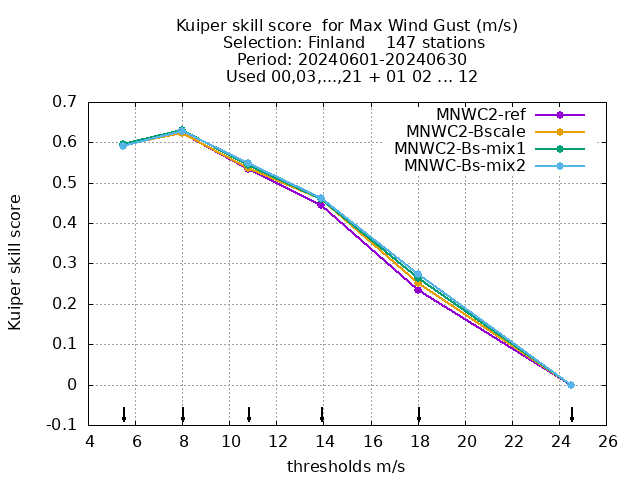 Kuiper skill score  for Max Wind Gust (m/s)
Selection: Finland    147 stations
Period: 20240601-20240630
Used 00,03,...,21 + 01 02 ... 12
MNWC2-ref
MNWC2-Bscale
MNWC2-Bs-mix1
MNWC-Bs-mix2
Kuiper skill score
0.7
0.6
0.5
0.4
0.3
0.2
0.1
0
-0.1
4 6 8 10 12 14 16 18 20 22 24 26
thresholds m/s